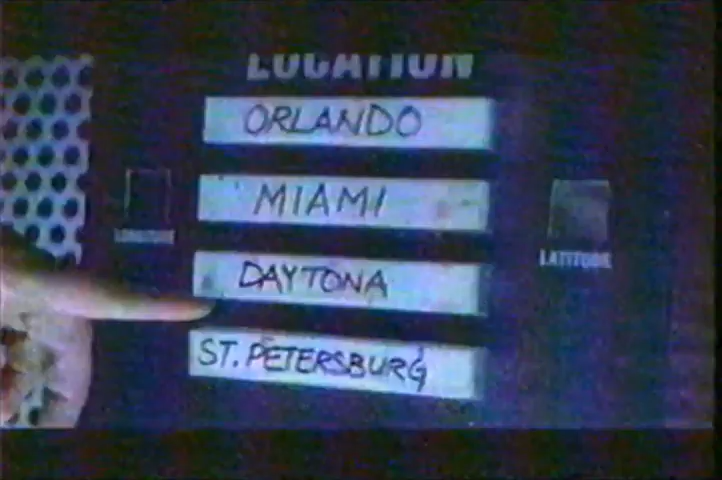 LOCATION
ORLANDO
MIAMI
DAYTONA
LATITUDE
ST. PETERSBURG